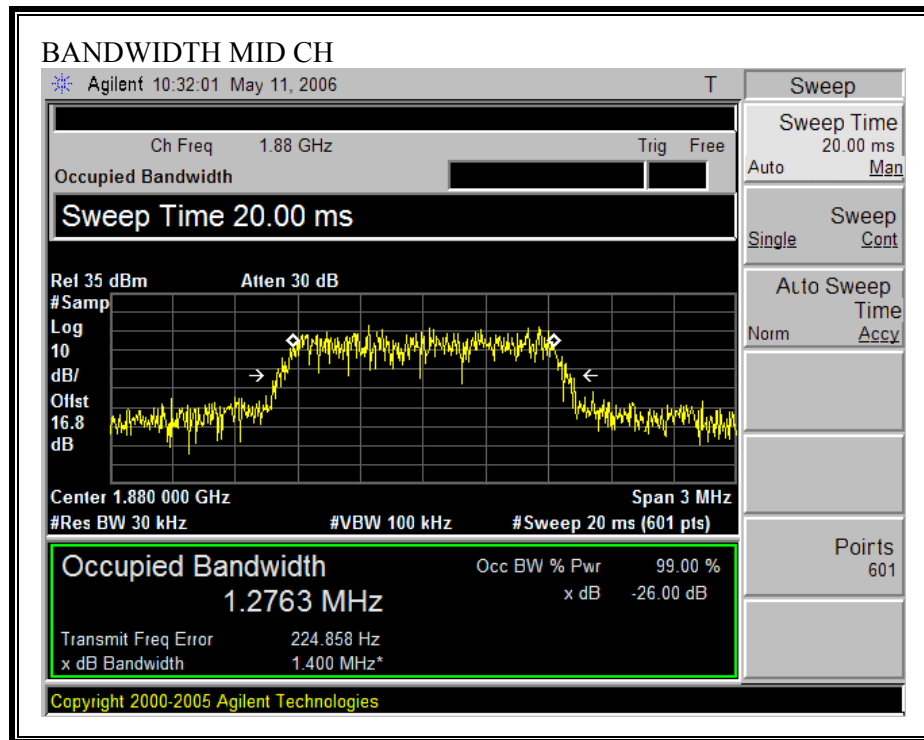 BANDWIDTH MID CH
Agilent 10:32:01 May 11, 2006 T
Sweep
Ch Freq 1.88 GHz Trig Free
Occupied Bandwidth
Sweep Time 20.00 ms
Sweep Time
20.00 ms
Auto Man
Sweep
Single Cont
Auto Sweep
Time
Norm Accy
Points
601
Ref 35 dBm Atten 30 dB
#Samp
Log
10
dB/
Offst
16.8
dB
Center 1.880 000 GHz Span 3 MHz
#Res BW 30 kHz #VBW 100 kHz #Sweep 20 ms (601 pts)
Occupied Bandwidth
1.2763 MHz
Occ BW % Pwr 99.00 %
x dB -26.00 dB
Transmit Freq Error 224.858 Hz
x dB Bandwidth 1.400 MHz*
Copyright 2000-2005 Agilent Technologies